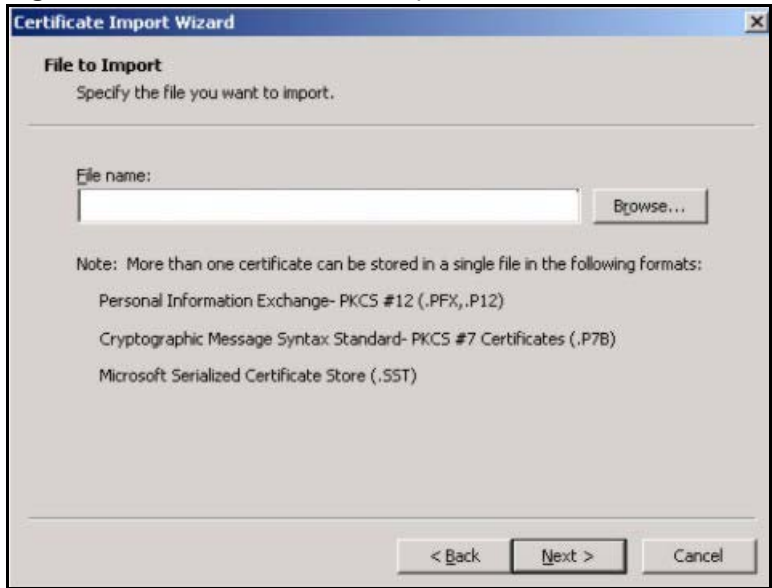 Certificate Import Wizard
File to Import
Specify the file you want to import.
File name:
Browse...
Note: More than one certificate can be stored in a single file in the following formats:
Personal Information Exchange- PKCS #12 (.PFX,.P12)
Cryptographic Message Syntax Standard- PKCS #7 Certificates (.P7B)
Microsoft Serialized Certificate Store (.SST)
< Back Next > Cancel